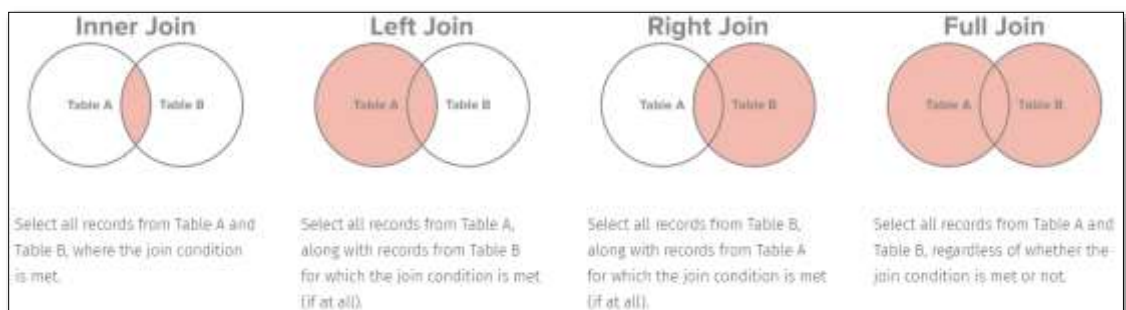 Inner Join
Left Join
Right Join
Full Join
Table A
Table B
Table A
Table B
Table A
Table B
Table A
Table B
Select all records from Table A and
Table B, where the join condition
is met.
Select all records from Table A,
along with records from Table B
for which the join condition is met
(if at all).
Select all records from Table B,
along with records from Table A
for which the join condition is met
(if at all).
Select all records from Table A and
Table B, regardless of whether the
join condition is met or not.